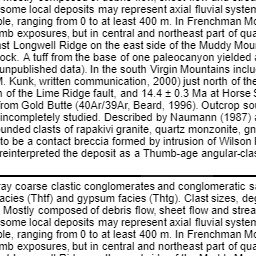 some local deposits may represent axial fluvial system
ble, ranging from 0 to at least 400 m. In Frenchman Mo
mb exposures, but in central and northeast part of qua
st Longwell Ridge on the east side of the Muddy Mour
ock. A tuff from the base of one paleocanyon yielded a
unpublished data). In the south Virgin Mountains inclu
M. Kunk, written communication, 2000) just north of the
n of the Lime Ridge fault, and 14.4 ± 0.3 Ma at Horse S
from Gold Butte (40Ar/39Ar, Beard, 1996). Outcrop sou
incompletely studied. Described by Naumann (1987) a
unded clasts of rapakivi granite, quartz monzonite, gn
to be a contact breccia formed by intrusion of Wilson I
reinterpreted the deposit as a Thumb-age angular-clas
ray coarse clastic conglomerates and conglomeratic sa
facies (Thtf) and gypsum facies (Thtg). Clast sizes, deg
Mostly composed of debris flow, sheet flow and strea
some local deposits may represent axial fluvial system
ble, ranging from 0 to at least 400 m. In Frenchman Mo
mb exposures, but in central and northeast part of qua